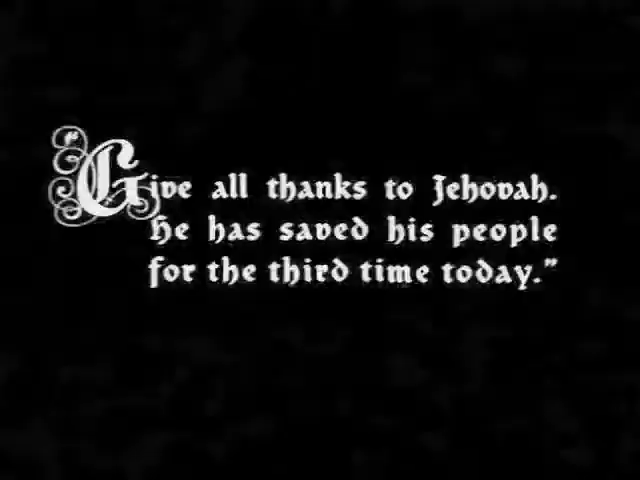 Give all thanks to Jehovah.
He has saved his people
for the third time today.”